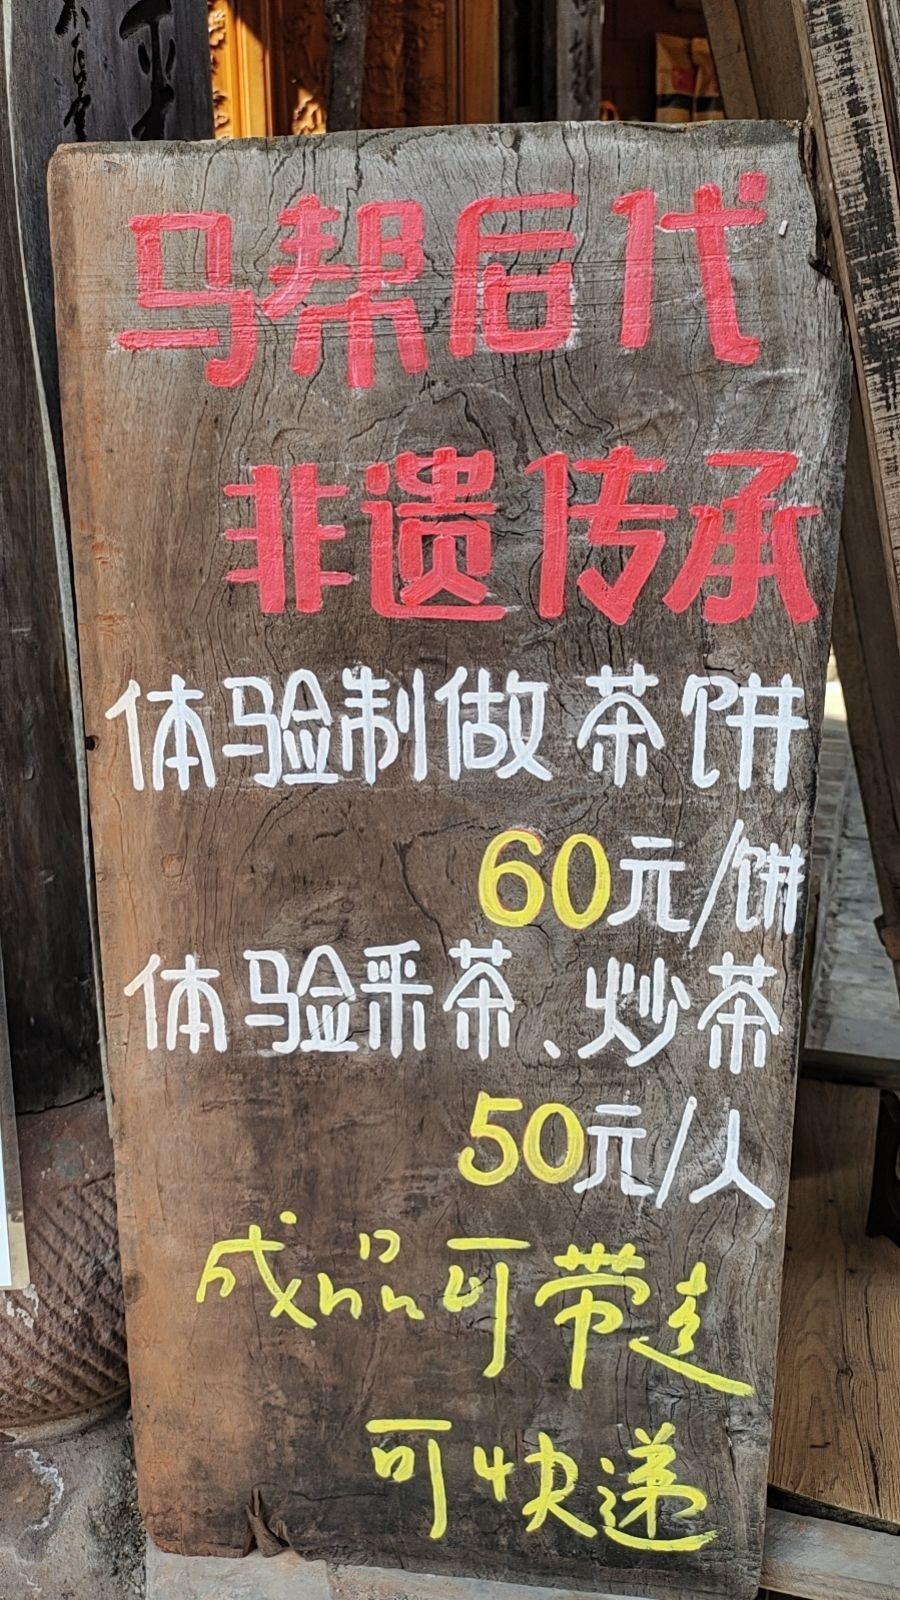 马帮后代
非遗传承
体验制做茶饼
60元/饼
体验采茶、炒茶
50元/人
成品可带走
可快递